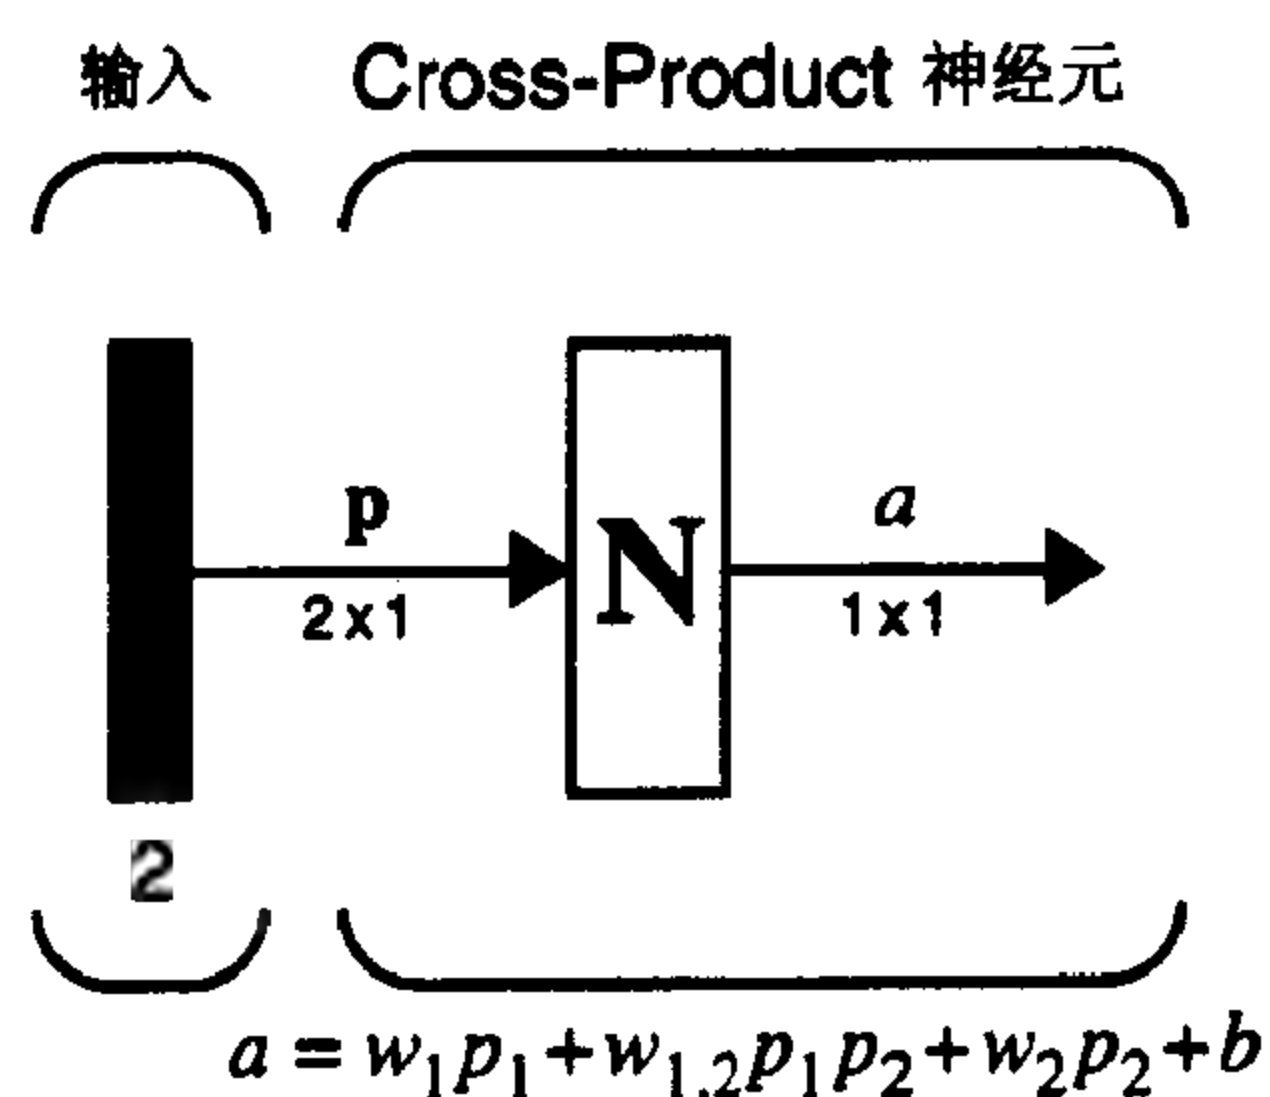 输入 Cross-Product 神经元
p
a
2x1
N
1x1
2
a = w₁p₁+w₁,₂p₁p₂+w₂p₂+b